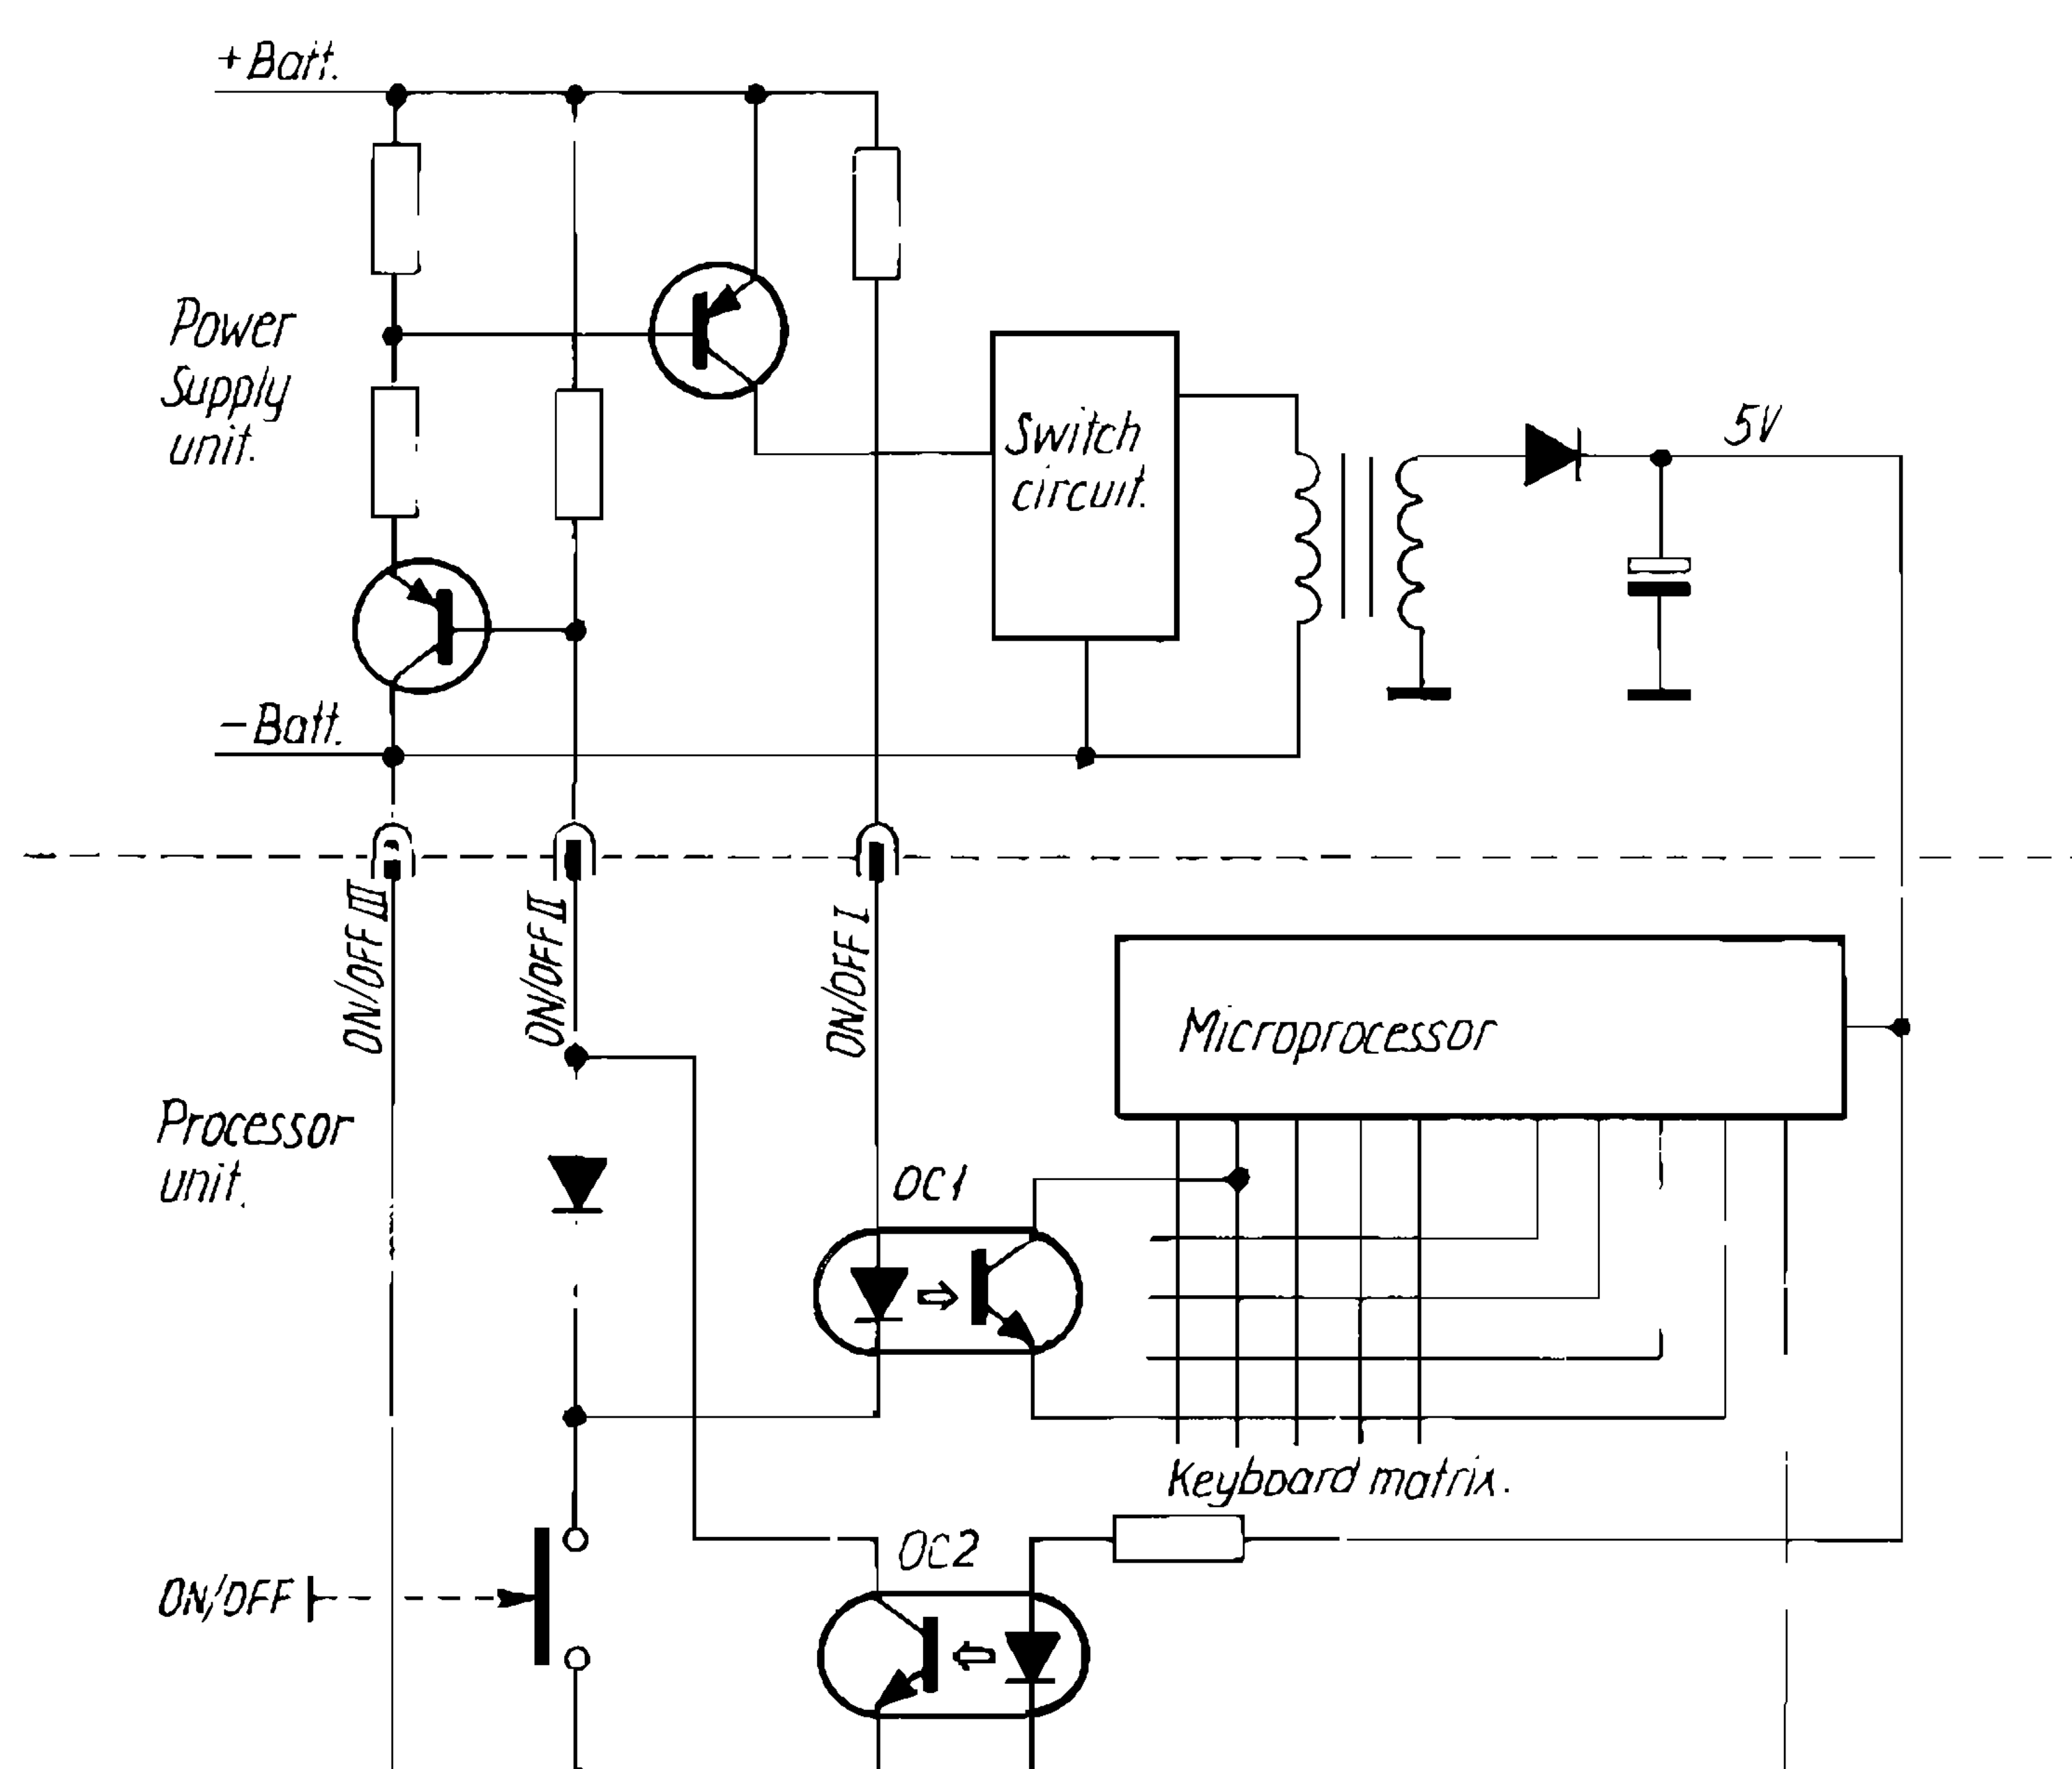 +Batt.
Power
Supply
unit.
Switch
circuit.
5V
-Batt.
ON/OFF III
ON/OFF II
ON/OFF I
Microprocessor
Processor
unit.
OC1
Keyboard matrix.
OC2
ON/OFF